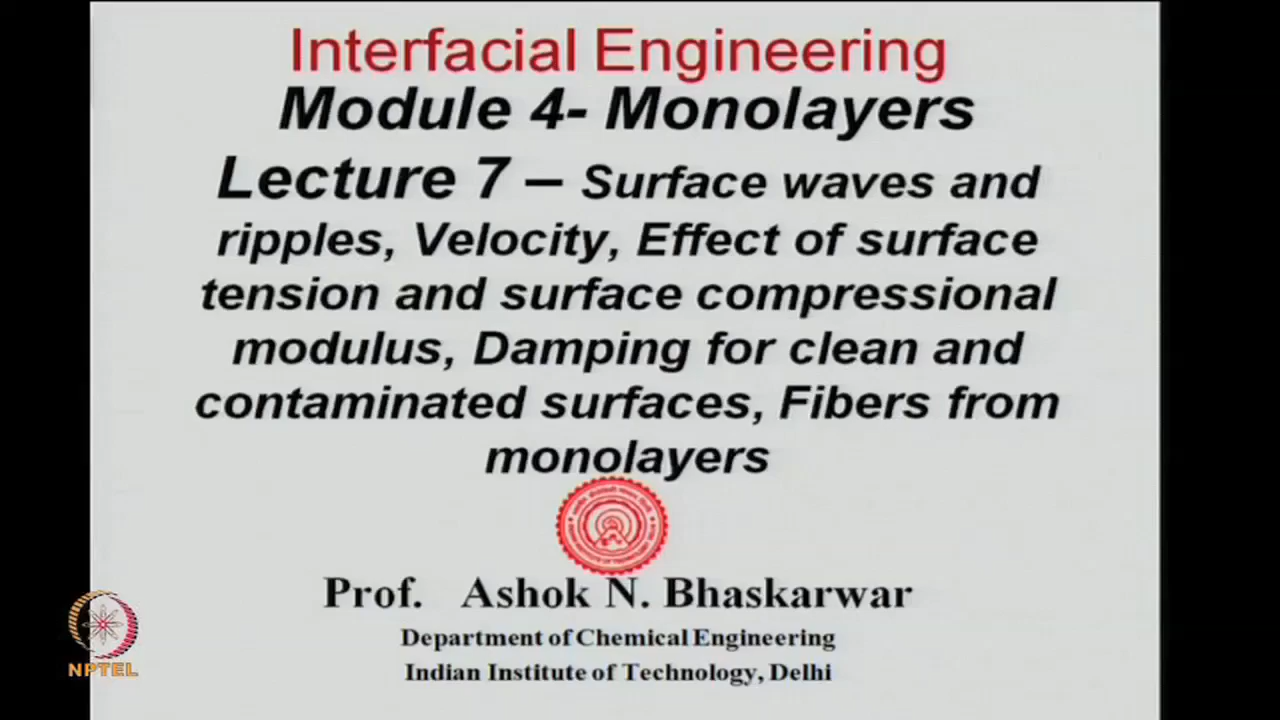 Interfacial Engineering
Module 4- Monolayers
Lecture 7 – Surface waves and
ripples, Velocity, Effect of surface
tension and surface compressional
modulus, Damping for clean and
contaminated surfaces, Fibers from
monolayers
Prof. Ashok N. Bhaskarwar
Department of Chemical Engineering
Indian Institute of Technology, Delhi
NPTEL